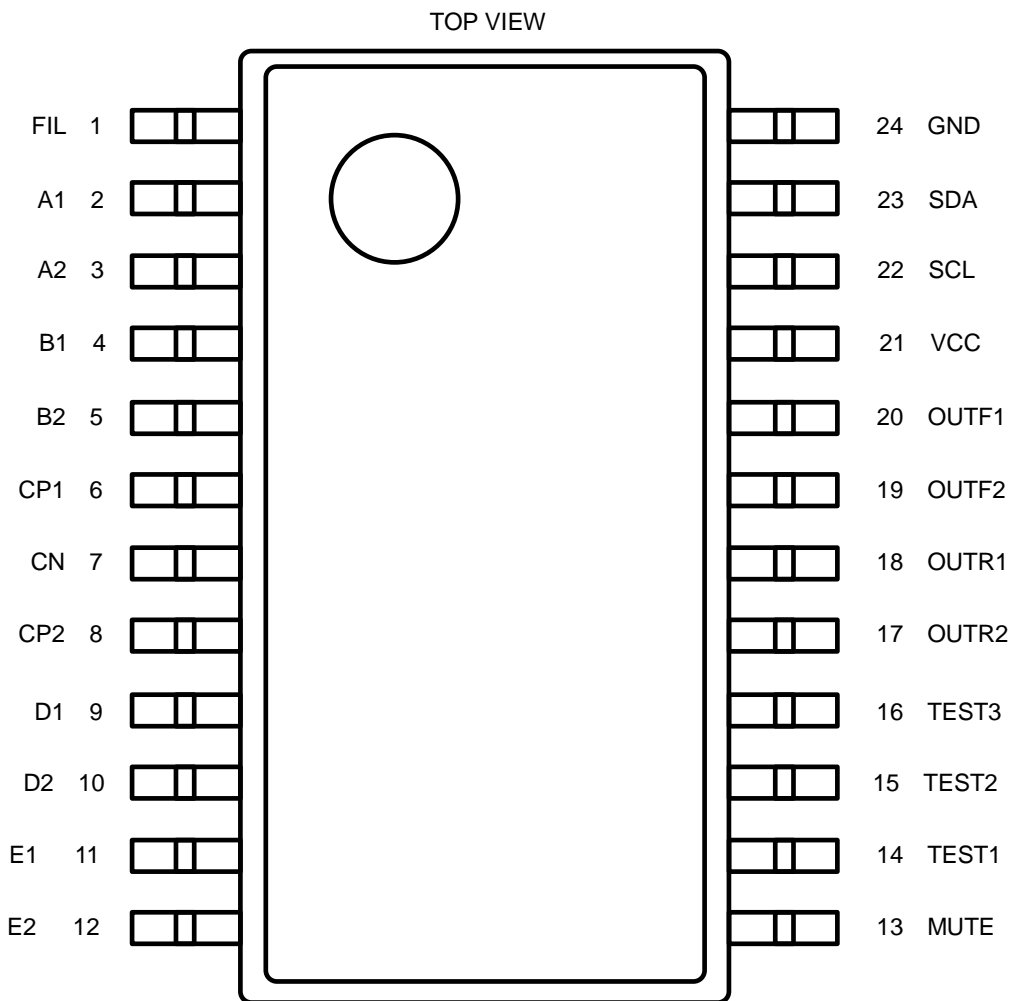 TOP VIEW
FIL 1
24 GND
A1 2
23 SDA
A2 3
22 SCL
B1 4
21 VCC
B2 5
20 OUTF1
CP1 6
19 OUTF2
CN 7
18 OUTR1
CP2 8
17 OUTR2
D1 9
16 TEST3
D2 10
15 TEST2
E1 11
14 TEST1
E2 12
13 MUTE